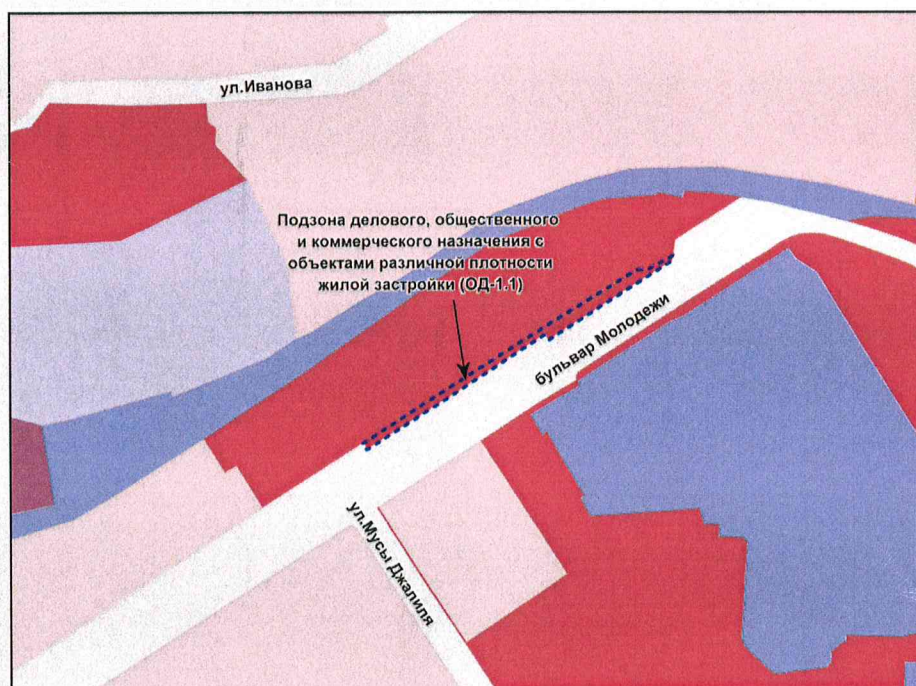 ул.Иванова
Подзона делового, общественного
и коммерческого назначения с
объектами различной плотности
жилой застройки (ОД-1.1)
бульвар Молодежи
ул.Мусы Джалиля